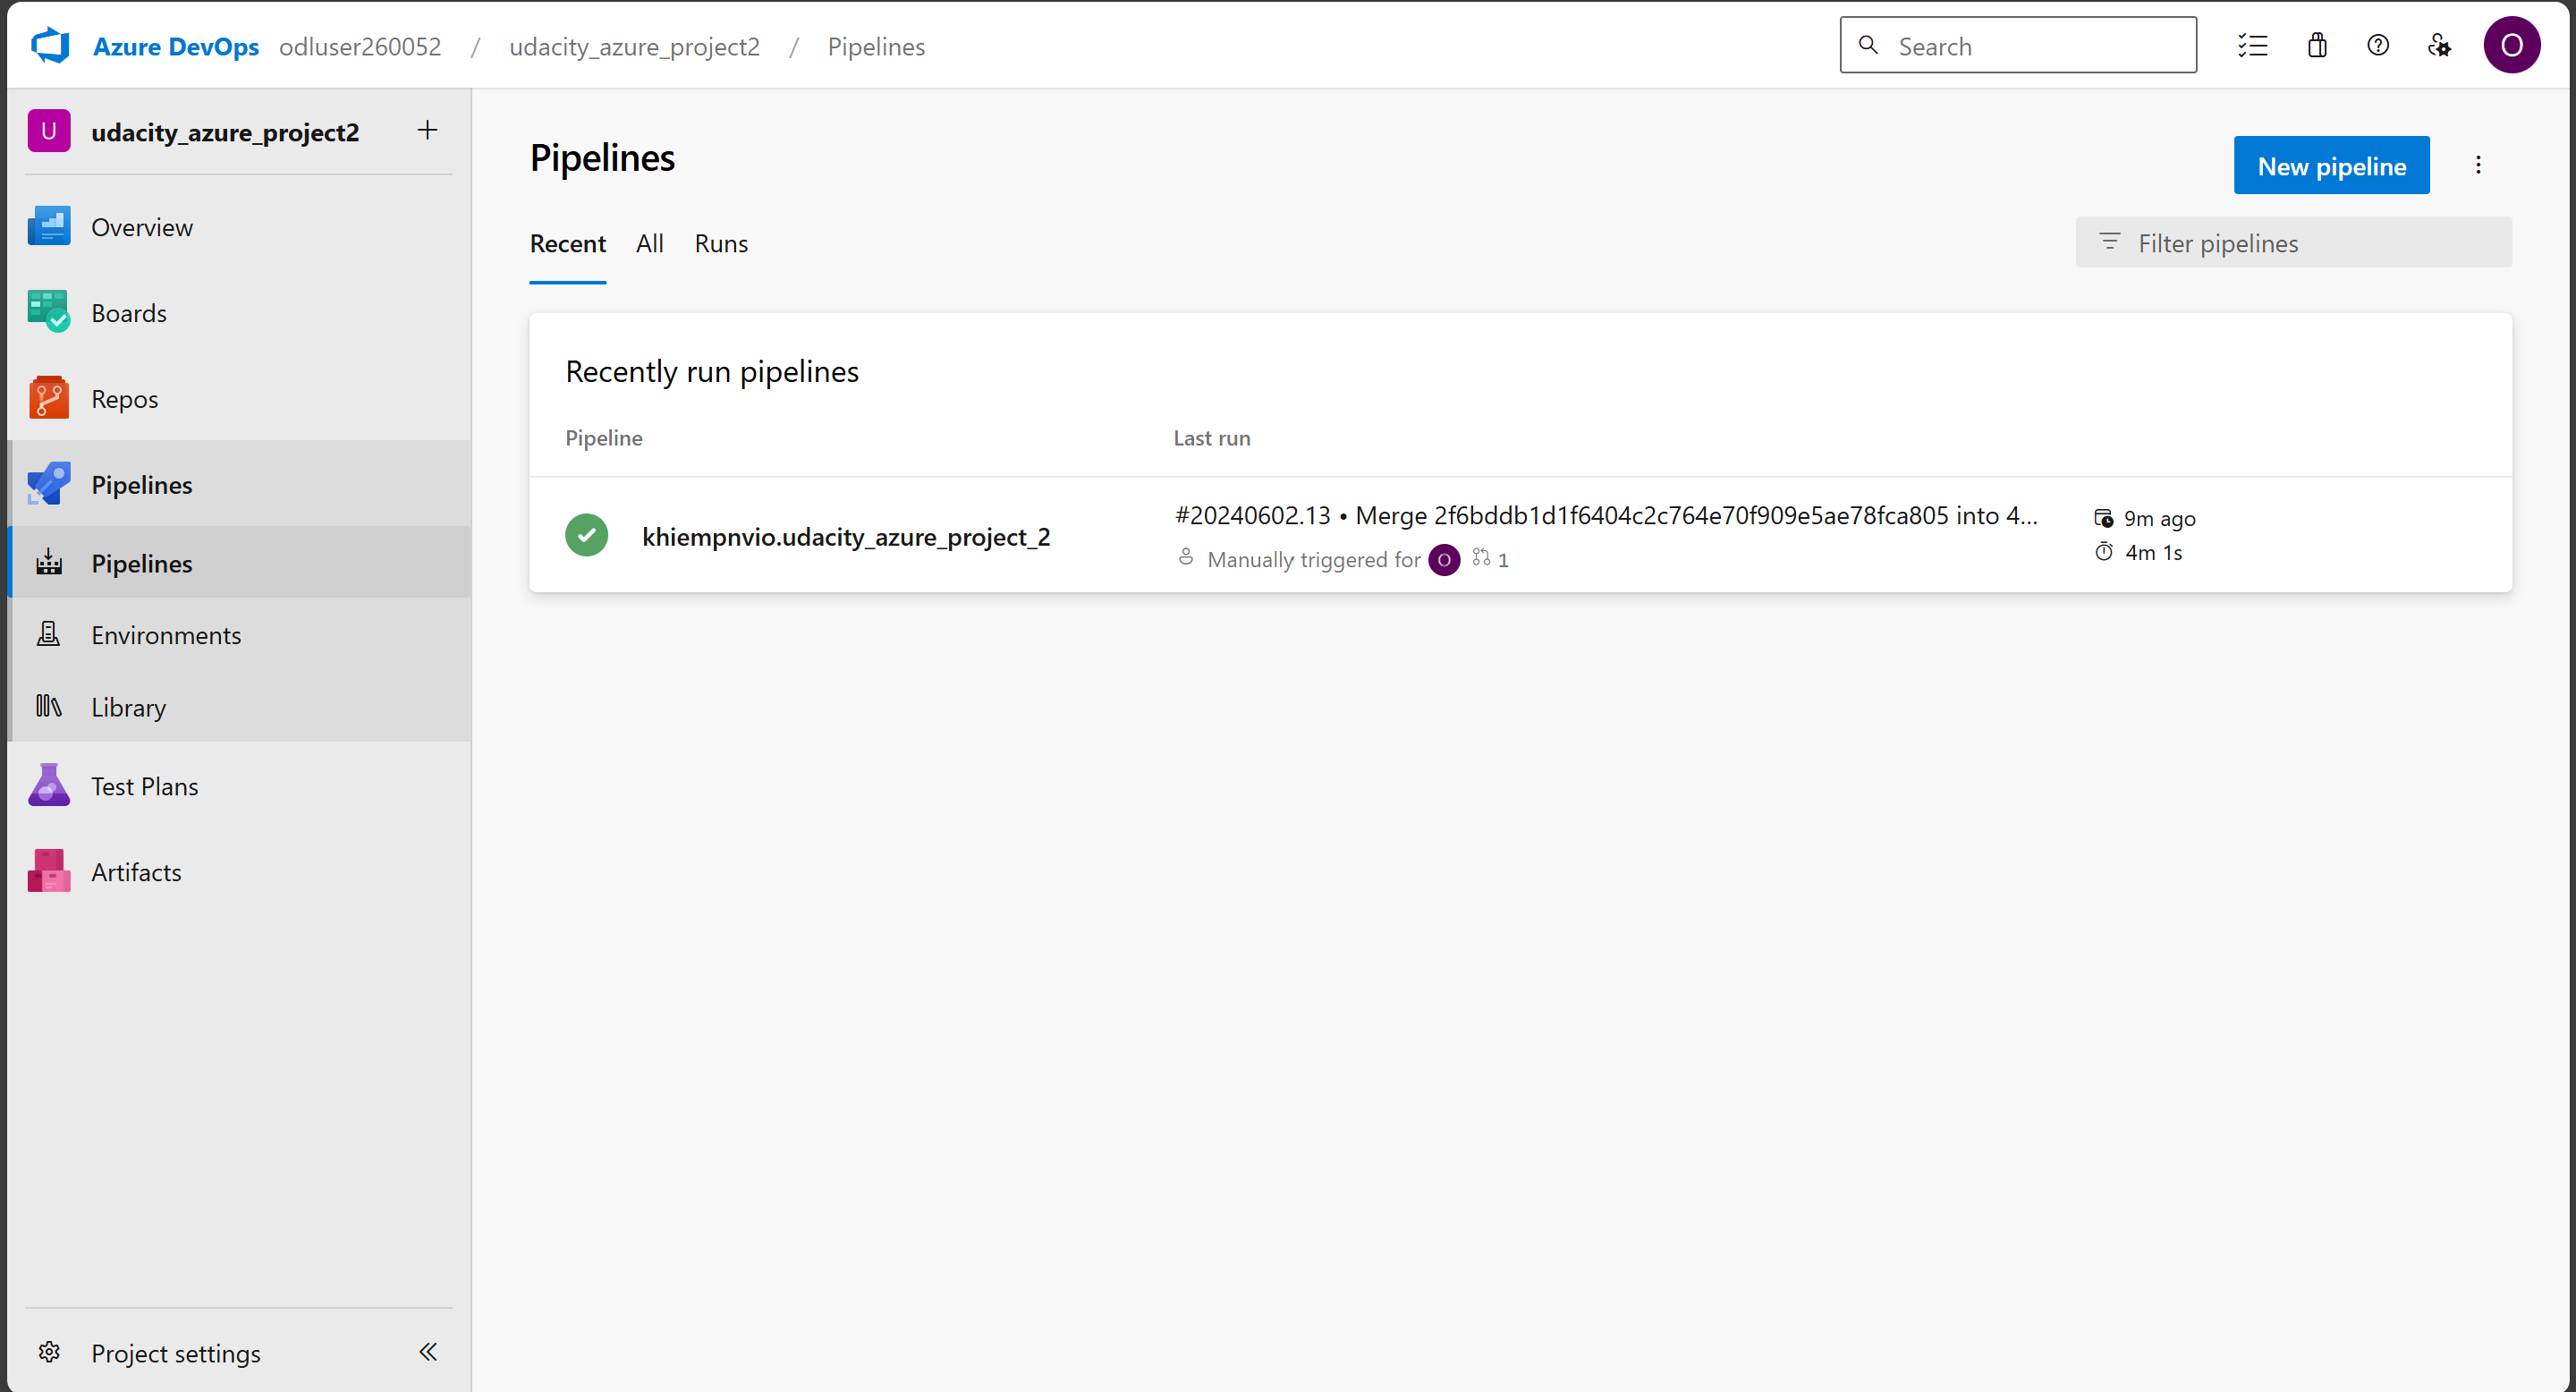 Azure DevOps odluser260052 / udacity_azure_project2 / Pipelines
Search
O
U udacity_azure_project2
Overview
Boards
Repos
Pipelines
Pipelines
Environments
Library
Test Plans
Artifacts
Project settings
Pipelines
New pipeline
Recent All Runs
Filter pipelines
Recently run pipelines
Pipeline Last run
khiempnvio.udacity_azure_project_2
#20240602.13 • Merge 2f6bddb1d1f6404c2c764e70f909e5ae78fca805 into 4...
Manually triggered for O 1
9m ago
4m 1s